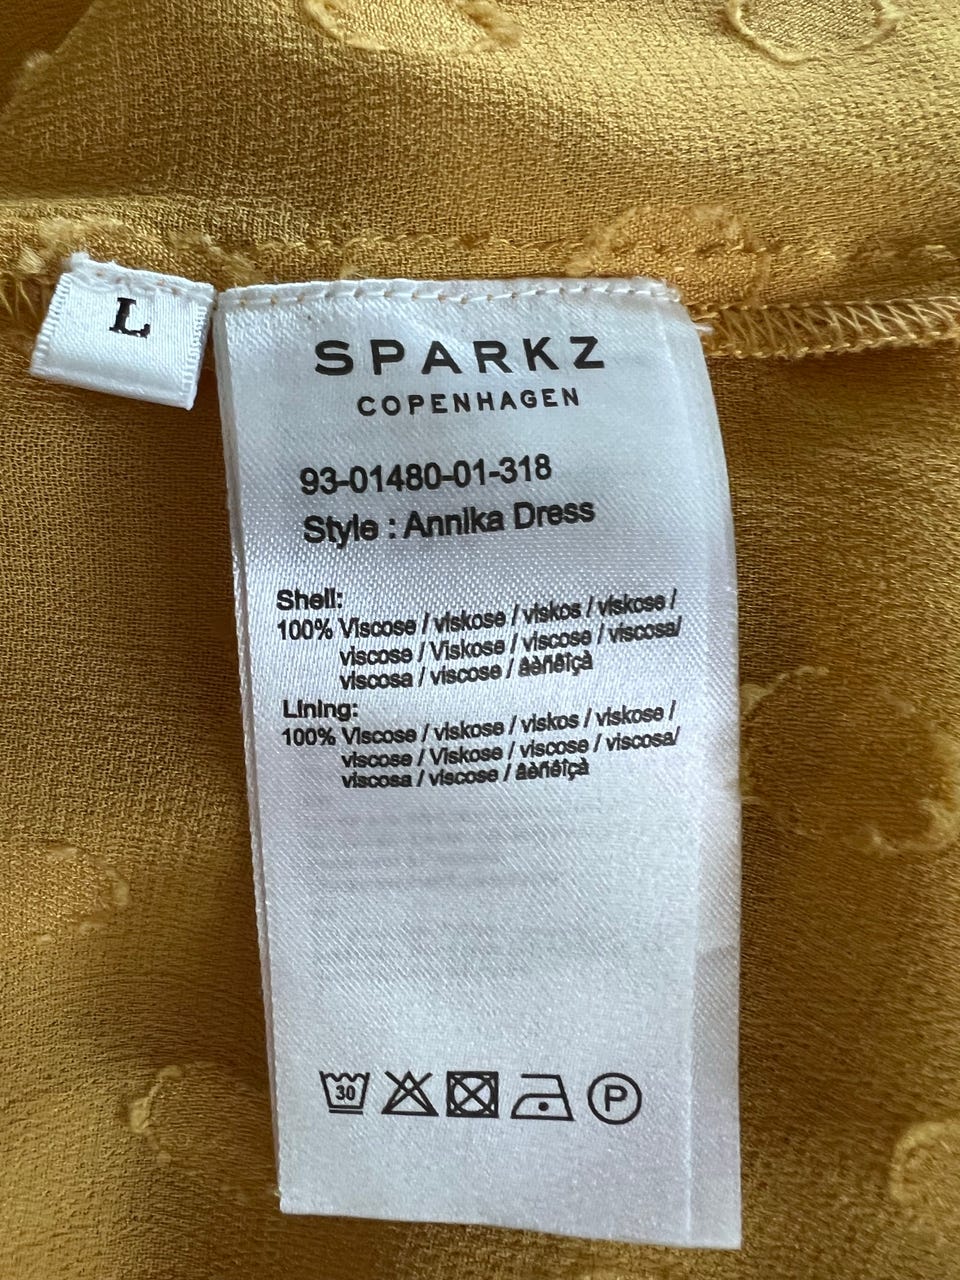 L
SPARKZ
COPENHAGEN
93-01480-01-318
Style : Annika Dress
Shell:
100% Viscose / viskose / viskos / viskose /
viscose / Viskose / viscose / viscosa/
viscosa / viscose / âèñêîçà
Lining:
100% Viscose / viskose / viskos / viskose /
viscose / Viskose / viscose / viscosa/
viscosa / viscose / âèñêîçà
30
P